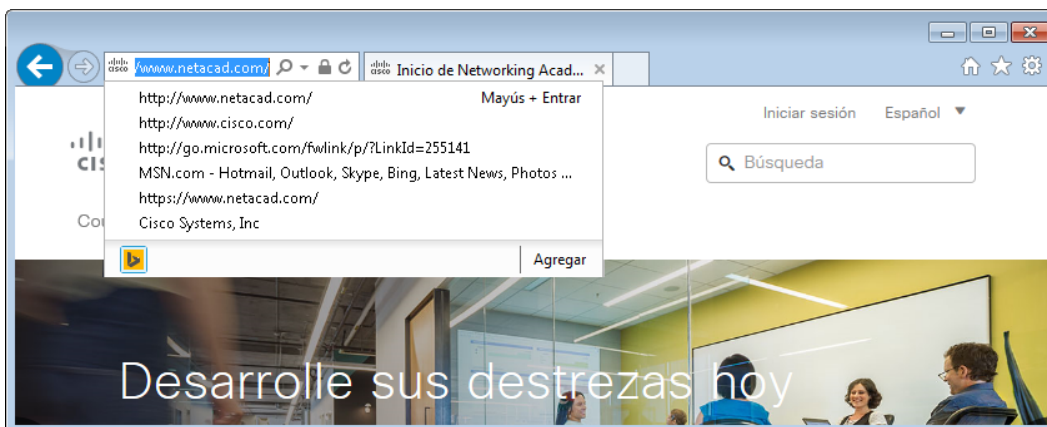 /www.netacad.com/
Inicio de Networking Acad...
http://www.netacad.com/ Mayús + Entrar
http://www.cisco.com/
http://go.microsoft.com/fwlink/p/?LinkId=255141
MSN.com - Hotmail, Outlook, Skype, Bing, Latest News, Photos ...
https://www.netacad.com/
Cisco Systems, Inc
Agregar
Iniciar sesión Español
Búsqueda
Desarrolle sus destrezas hoy